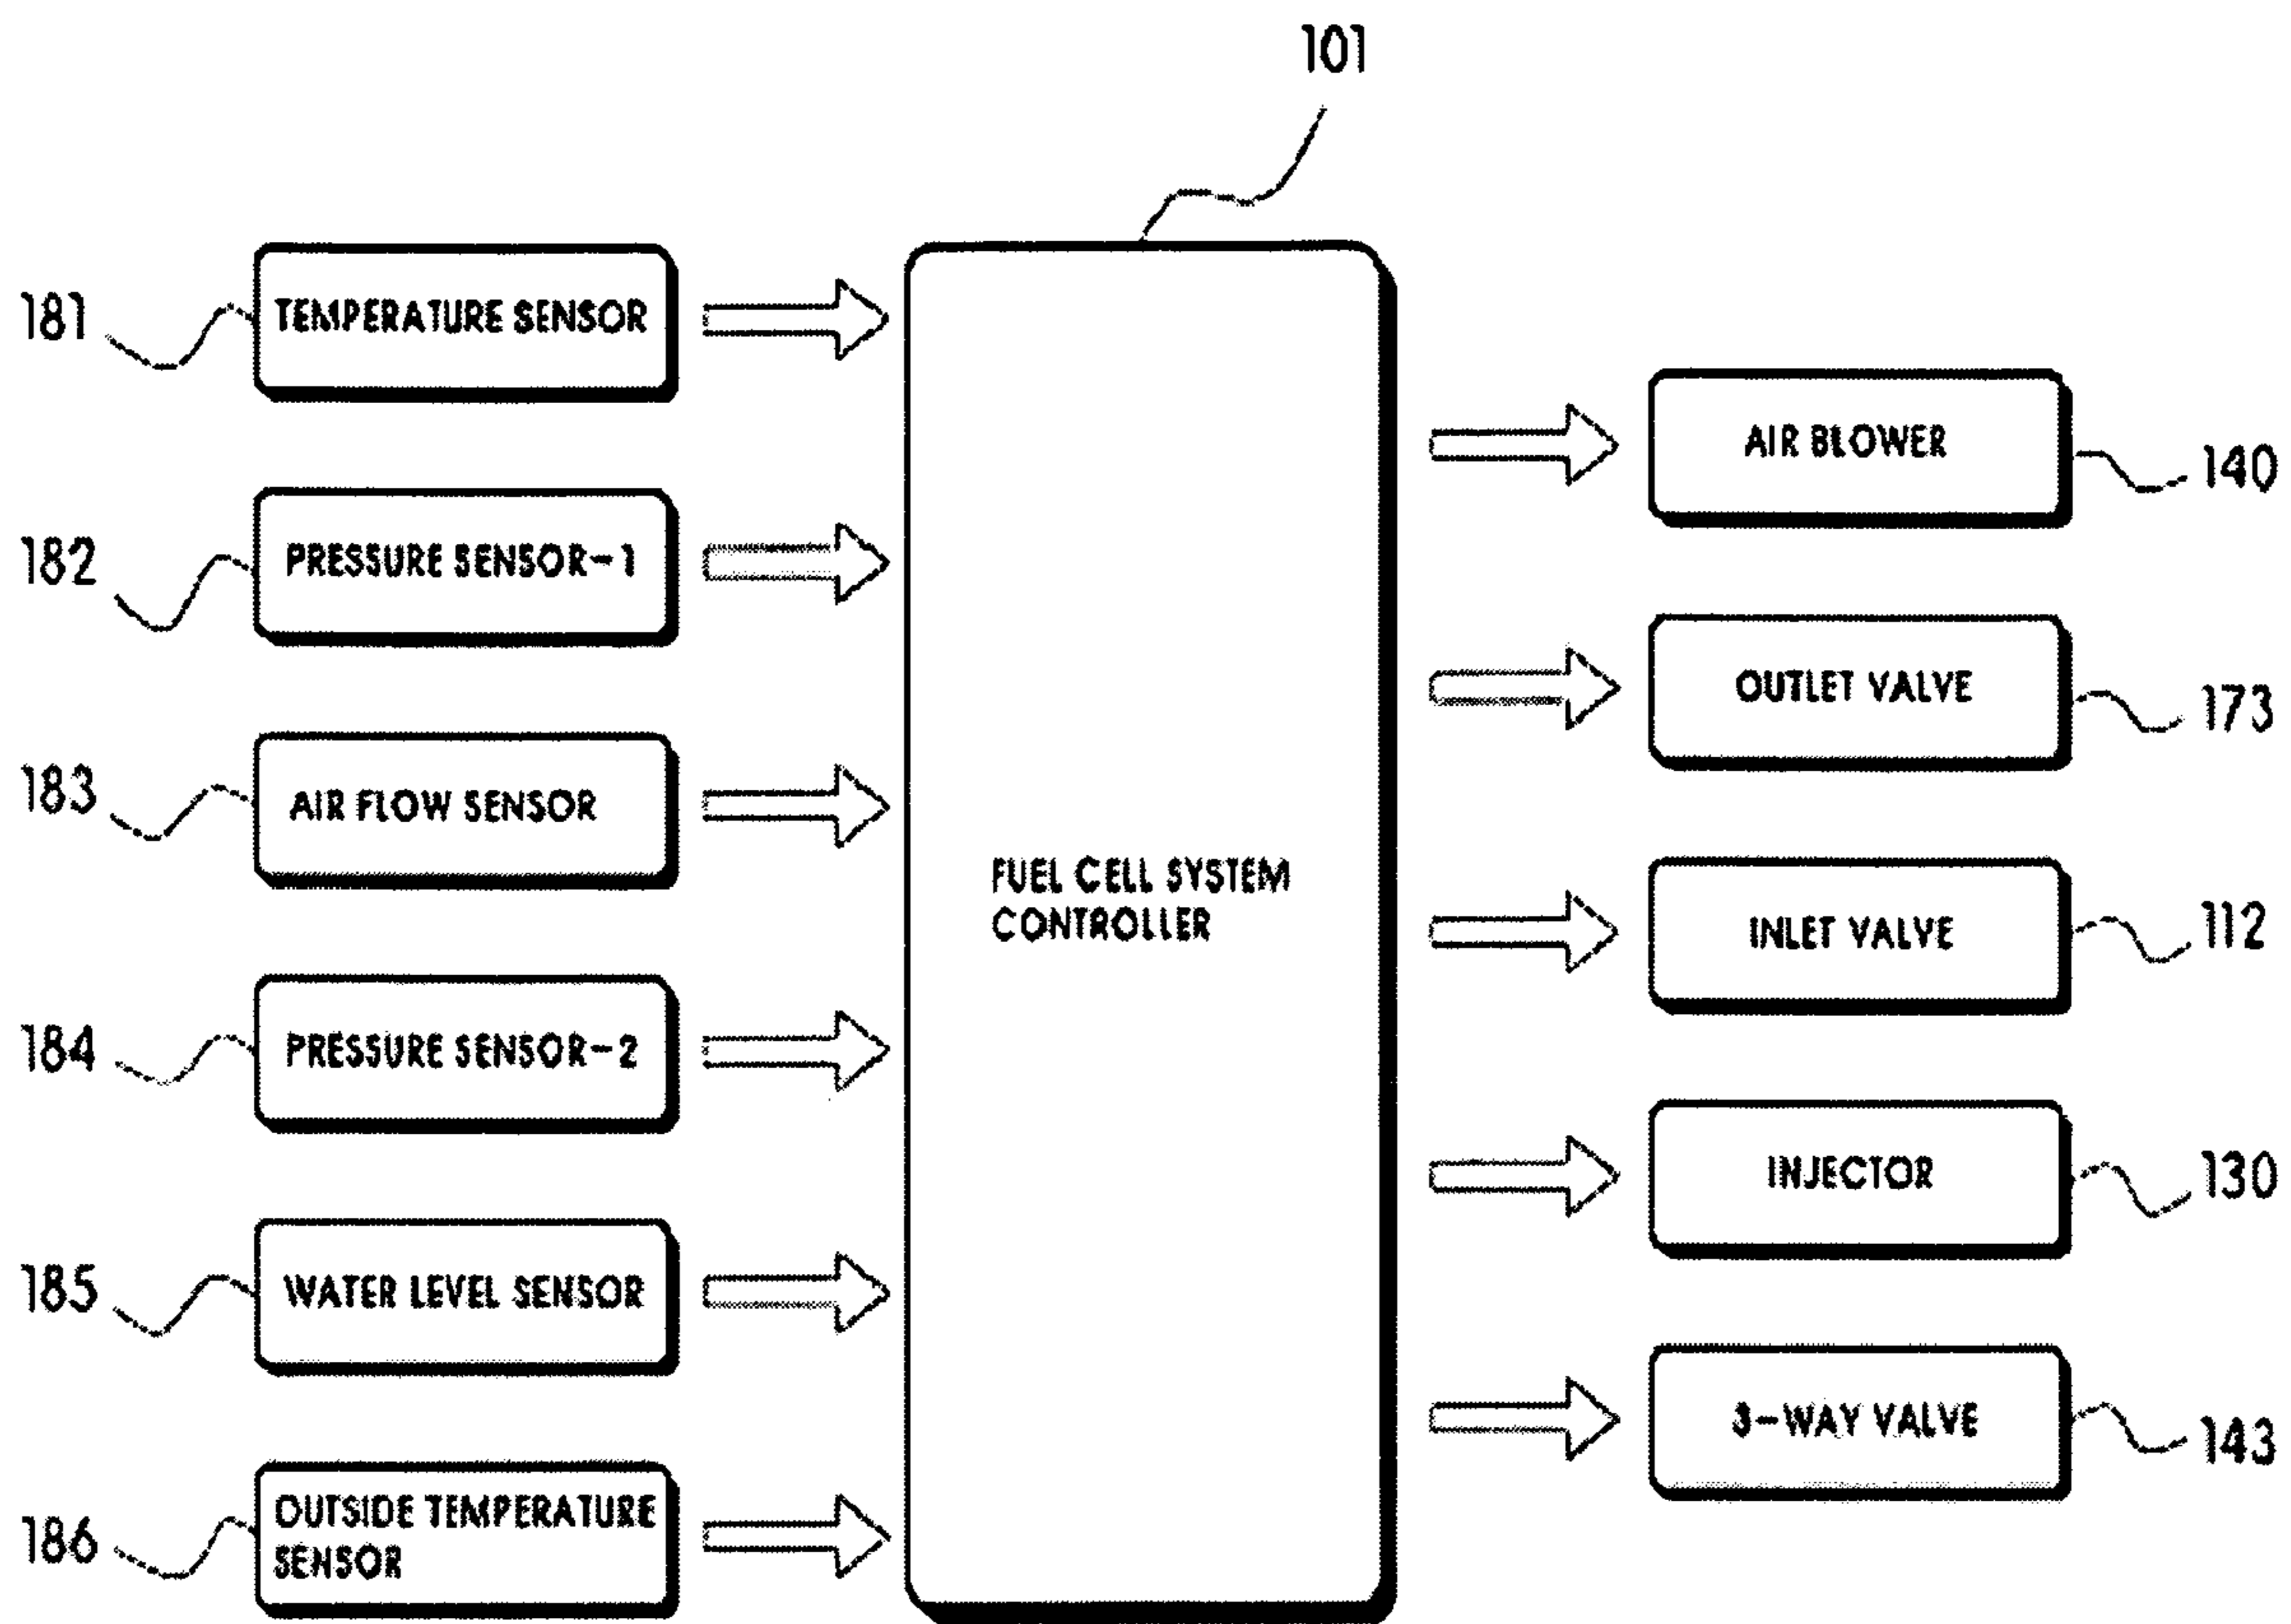 101
181
TEMPERATURE SENSOR
182
PRESSURE SENSOR-1
183
AIR FLOW SENSOR
184
PRESSURE SENSOR-2
185
WATER LEVEL SENSOR
186
OUTSIDE TEMPERATURE
SENSOR
FUEL CELL SYSTEM
CONTROLLER
AIR BLOWER
140
OUTLET VALVE
173
INLET VALVE
112
INJECTOR
130
3-WAY VALVE
143